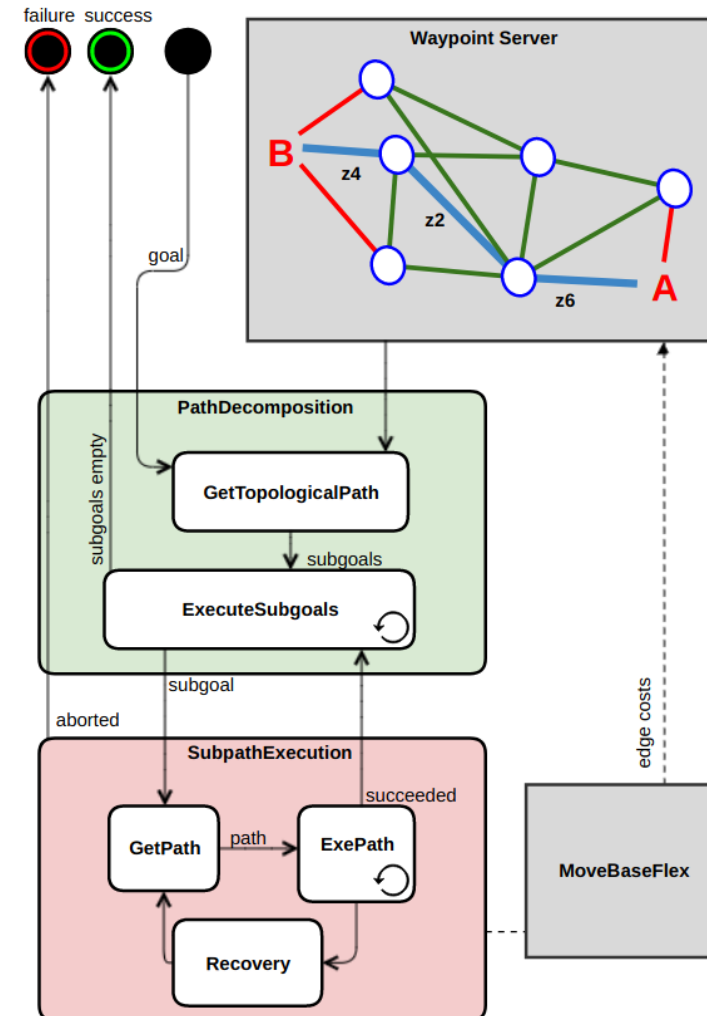 failure success
Waypoint Server
B
z4
z2
z6
A
goal
PathDecomposition
GetTopologicalPath
subgoals empty
subgoals
ExecuteSubgoals
subgoal
aborted
edge costs
SubpathExecution
succeeded
GetPath
path
ExePath
MoveBaseFlex
Recovery